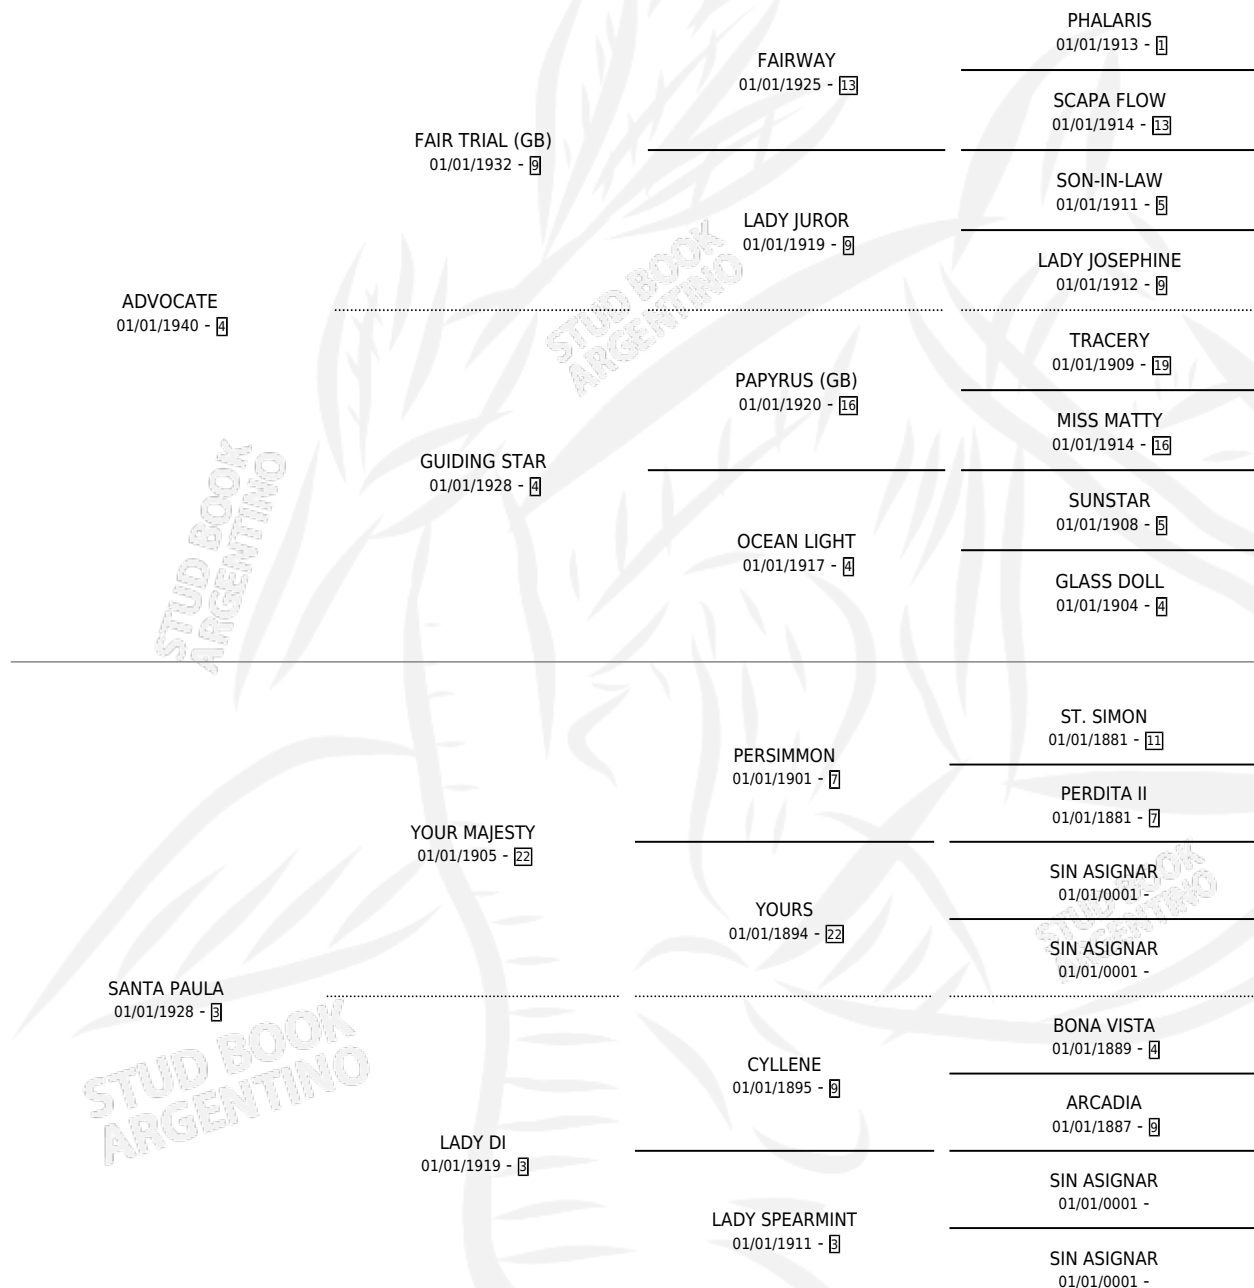 PHALARIS
01/01/1913 - 1
FAIRWAY
01/01/1925 - 13
SCAPA FLOW
01/01/1914 - 13
FAIR TRIAL (GB)
01/01/1932 - 9
SON-IN-LAW
01/01/1911 - 5
LADY JUROR
01/01/1919 - 9
LADY JOSEPHINE
01/01/1912 - 9
ADVOCATE
01/01/1940 - 4
TRACERY
01/01/1909 - 19
PAPYRUS (GB)
01/01/1920 - 16
MISS MATTY
01/01/1914 - 16
GUIDING STAR
01/01/1928 - 4
SUNSTAR
01/01/1908 - 5
OCEAN LIGHT
01/01/1917 - 4
GLASS DOLL
01/01/1904 - 4
ST. SIMON
01/01/1881 - 11
PERSIMMON
01/01/1901 - 7
PERDITA II
01/01/1881 - 7
YOUR MAJESTY
01/01/1905 - 22
SIN ASIGNAR
01/01/0001 -
YOURS
01/01/1894 - 22
SIN ASIGNAR
01/01/0001 -
SANTA PAULA
01/01/1928 - 3
BONA VISTA
01/01/1889 - 4
CYLLENE
01/01/1895 - 9
ARCADIA
01/01/1887 - 9
LADY DI
01/01/1919 - 3
SIN ASIGNAR
01/01/0001 -
LADY SPEARMINT
01/01/1911 - 3
SIN ASIGNAR
01/01/0001 -
STUD BOOK
ARGENTINO
STUD BOOK
ARGENTINO
STUD BOOK
ARGENTINO
STUD BOOK
ARGENTINO